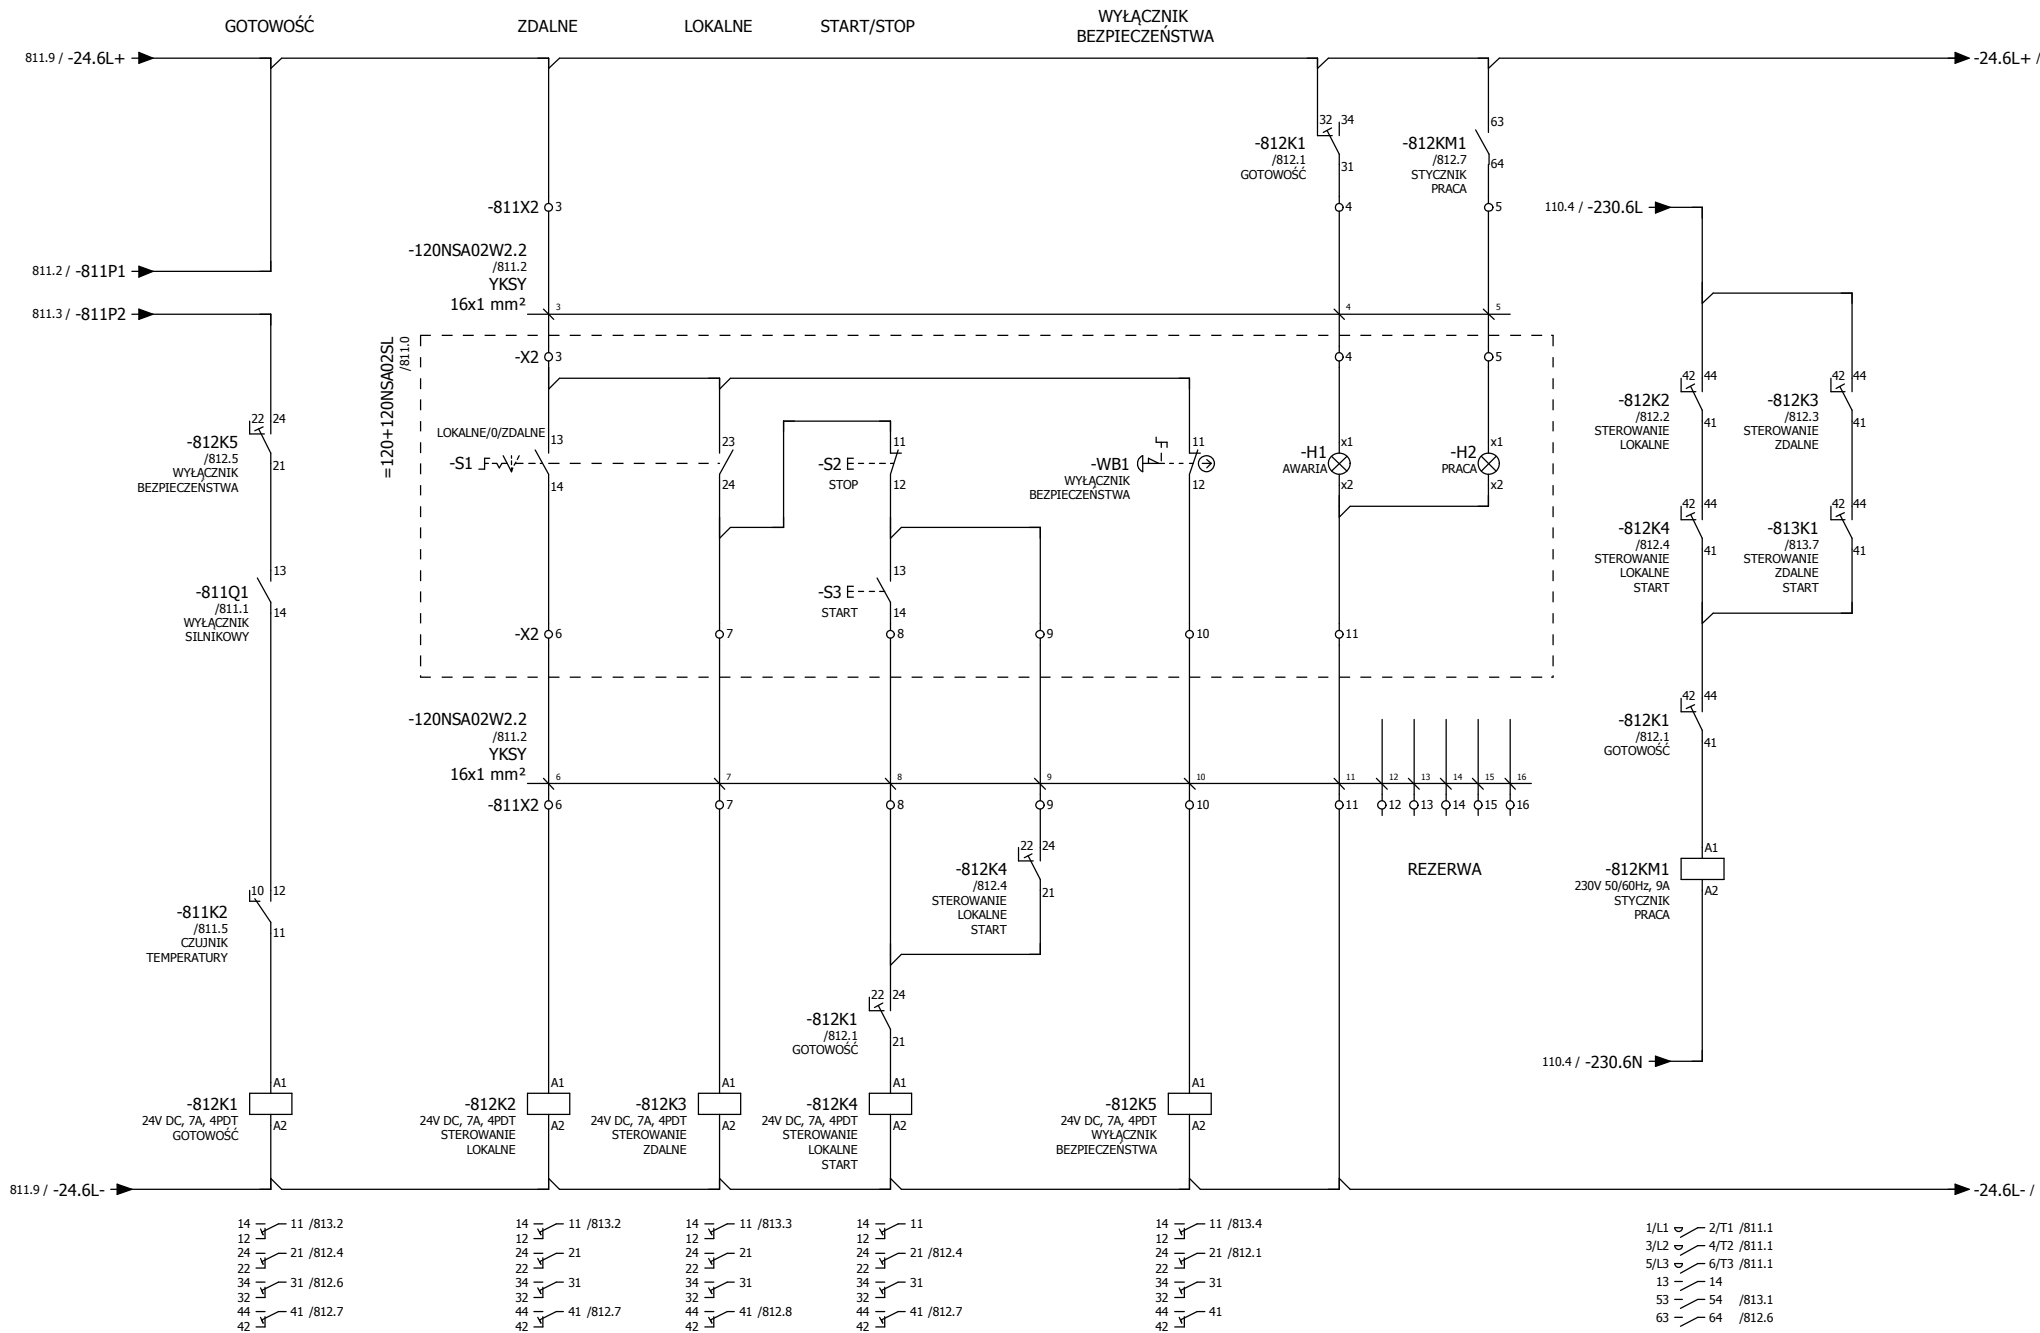 GOTOWOŚĆ
ZDALNE
LOKALNE
START/STOP
WYŁĄCZNIK
BEZPIECZEŃSTWA
811.9 / -24.6L+
-24.6L+ /
32 34
-812K1
/812.1
GOTOWOŚĆ
31
63
-812KM1
/812.7
STYCZNIK
PRACA
64
-811X2 3
4
5
110.4 / -230.6L
-120NSA02W2.2
/811.2
YKSY
16x1 mm²
3
4
5
811.2 / -811P1
811.3 / -811P2
=120+120NSA02SL
/811.0
-X2 3
4
5
22 24
-812K5
/812.5
WYŁĄCZNIK
BEZPIECZEŃSTWA
21
LOKALNE/0/ZDALNE
13
-S1
14
23
24
11
-S2
STOP
12
11
-WB1
WYŁĄCZNIK
BEZPIECZEŃSTWA
12
x1
-H1
AWARIA
x2
x1
-H2
PRACA
x2
42 44
-812K2
/812.2
STEROWANIE
LOKALNE
41
42 44
-812K3
/812.3
STEROWANIE
ZDALNE
41
42 44
-812K4
/812.4
STEROWANIE
LOKALNE
START
41
42 44
-813K1
/813.7
STEROWANIE
ZDALNE
START
41
13
-811Q1
/811.1
WYŁĄCZNIK
SILNIKOWY
14
13
-S3
START
14
-X2 6
7
8
9
10
11
-120NSA02W2.2
/811.2
YKSY
16x1 mm²
6
7
8
9
10
11
12
13
14
15
16
-811X2 6
7
8
9
10
11
12
13
14
15
16
REZERWA
42 44
-812K1
/812.1
GOTOWOŚĆ
41
10 12
-811K2
/811.5
CZUJNIK
TEMPERATURY
11
22 24
-812K4
/812.4
STEROWANIE
LOKALNE
START
21
A1
-812KM1
230V 50/60Hz, 9A
STYCZNIK
PRACA
A2
22 24
-812K1
/812.1
GOTOWOŚĆ
21
110.4 / -230.6N
A1
-812K1
24V DC, 7A, 4PDT
GOTOWOŚĆ
A2
A1
-812K2
24V DC, 7A, 4PDT
STEROWANIE
LOKALNE
A2
A1
-812K3
24V DC, 7A, 4PDT
STEROWANIE
ZDALNE
A2
A1
-812K4
24V DC, 7A, 4PDT
STEROWANIE
LOKALNE
START
A2
A1
-812K5
24V DC, 7A, 4PDT
WYŁĄCZNIK
BEZPIECZEŃSTWA
A2
811.9 / -24.6L-
-24.6L- /
14 11 /813.2
12
24 21 /812.4
22
34 31 /812.6
32
44 41 /812.7
42
14 11 /813.2
12
24 21
22
34 31
32
44 41 /812.7
42
14 11 /813.3
12
24 21
22
34 31
32
44 41 /812.8
42
14 11
12
24 21 /812.4
22
34 31
32
44 41 /812.7
42
14 11 /813.4
12
24 21 /812.1
22
34 31
32
44 41
42
1/L1 2/T1 /811.1
3/L2 4/T2 /811.1
5/L3 6/T3 /811.1
13 14
53 54 /813.1
63 64 /812.6